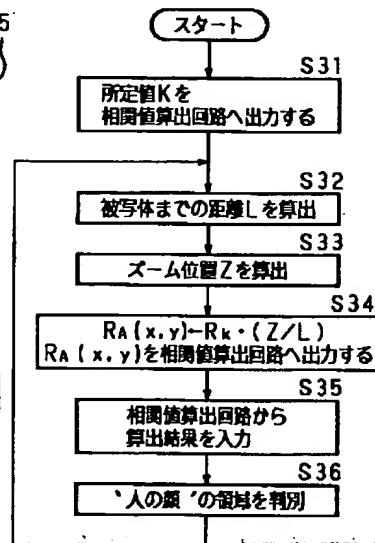 5
スタート
S31
所定値Kを
相関値算出回路へ出力する
S32
被写体までの距離Lを算出
S33
ズーム位置Zを算出
S34
RA(x,y)←Rk・(Z/L)
RA(x,y)を相関値算出回路へ出力する
S35
相関値算出回路から
算出結果を入力
S36
‘人の顔’の領域を判別